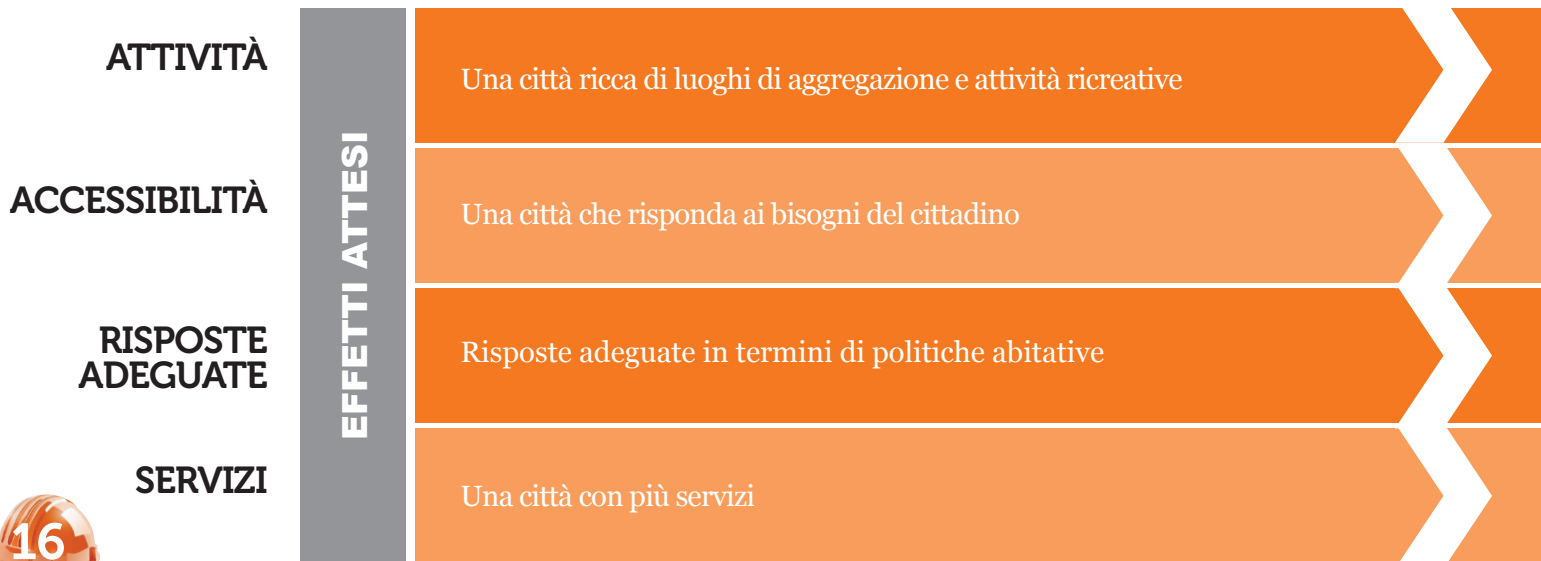 ATTIVITÀ
Una città ricca di luoghi di aggregazione e attività ricreative
ACCESSIBILITÀ
Una città che risponda ai bisogni del cittadino
EFFETTI ATTESI
RISPOSTE
ADEGUATE
Risposte adeguate in termini di politiche abitative
SERVIZI
Una città con più servizi
16